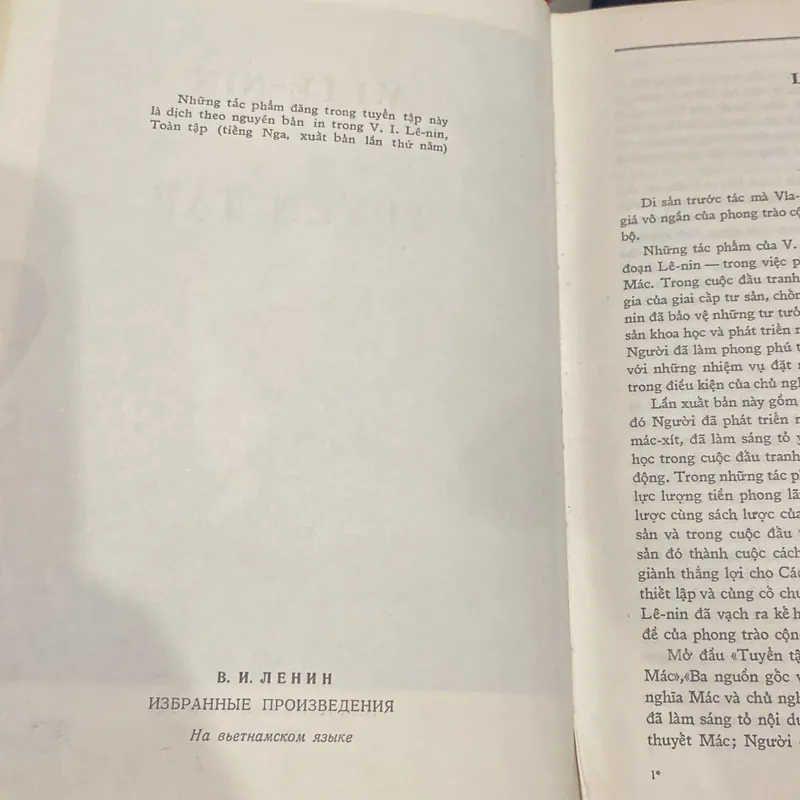 Những tác phẩm đăng trong tuyển tập này
là dịch theo nguyên bản in trong V. I. Lê-nin,
Toàn tập (tiếng Nga, xuất bản lần thứ năm)
В. И. ЛЕНИН
ИЗБРАННЫЕ ПРОИЗВЕДЕНИЯ
На вьетнамском языке
L
Di sản trước tác mà Vla-
giá vô ngần của phong trào cộ
bộ.
Những tác phẩm của V.
đoạn Lê-nin — trong việc p
Mác. Trong cuộc đấu tranh
gia của giai cấp tư sản, chốn
nin đã bảo vệ những tư tưở
sản khoa học và phát triển n
Người đã làm phong phú t
với những nhiệm vụ đặt r
trong điều kiện của chủ ngh
Lần xuất bản này gồm
đó Người đã phát triển n
mác-xít, đã làm sáng tỏ y
học trong cuộc đấu tranh
động. Trong những tác ph
lực lượng tiền phong lã
lược cùng sách lược của
sản và trong cuộc đầu
sản đó thành cuộc cách
giành thắng lợi cho Các
thiết lập và củng cố chu
Lê-nin đã vạch ra kế h
đề của phong trào cộn
Mở đầu «Tuyển tậ
Mác»,«Ba nguồn gốc v
nghĩa Mác và chủ ngh
đã làm sáng tỏ nội du
thuyết Mác; Người
1*